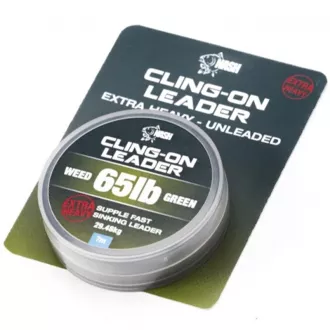 NASH
CLING-ON
LEADER
EXTRA HEAVY - UNLEADED
EXTRA
HEAVY
CLING-ON
LEADER
WEED 65lb GREEN
EXTRA
HEAVY
SUPPLE FAST
SINKING LEADER
29.48kg
7m